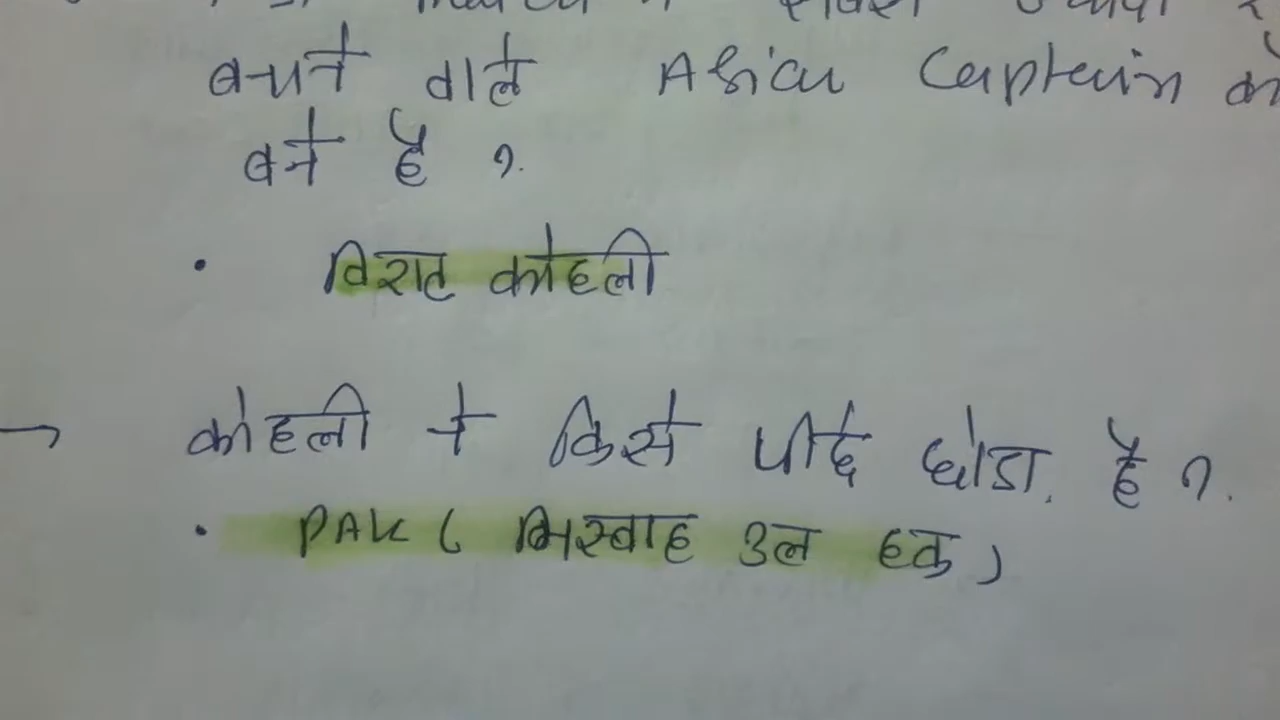 बनाने वाले Asian Captain
बने है ?
• विराट कोहली
→ कोहली ने किसे पीछे छोडा है ?
• PAK ( मिस्बाह उल हक )